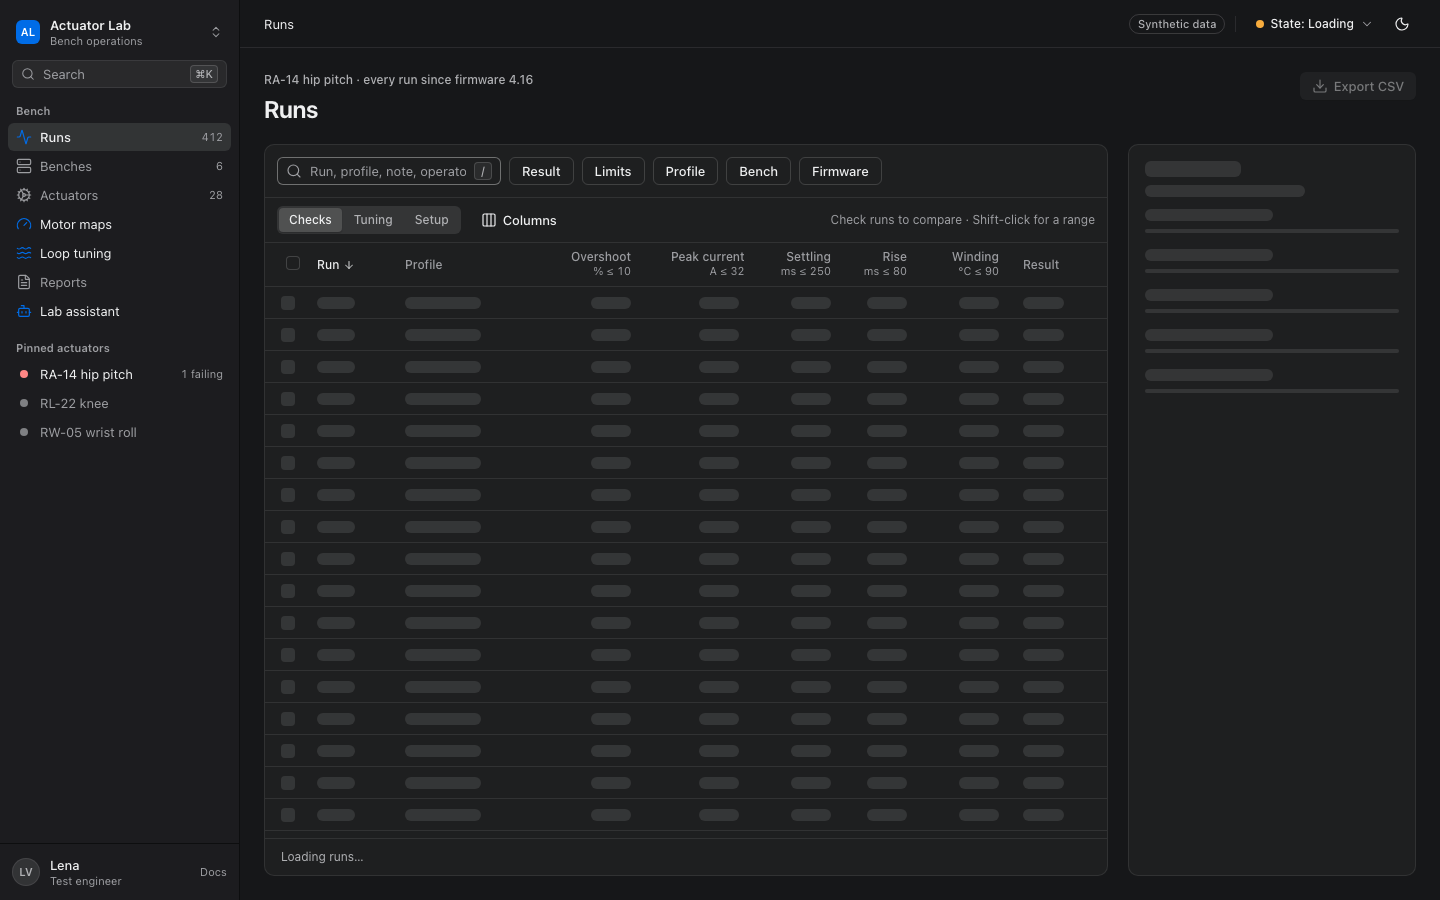 AL
Actuator Lab
Bench operations
Search
⌘K
Bench
Runs
412
Benches
6
Actuators
28
Motor maps
Loop tuning
Reports
Lab assistant
Pinned actuators
RA-14 hip pitch
1 failing
RL-22 knee
RW-05 wrist roll
LV
Lena
Test engineer
Docs
Runs
Synthetic data
State: Loading
RA-14 hip pitch · every run since firmware 4.16
Runs
Export CSV
Run, profile, note, operato
/
Result
Limits
Profile
Bench
Firmware
Checks
Tuning
Setup
Columns
Check runs to compare · Shift-click for a range
Run ↓
Profile
Overshoot
% ≤ 10
Peak current
A ≤ 32
Settling
ms ≤ 250
Rise
ms ≤ 80
Winding
°C ≤ 90
Result
Loading runs...